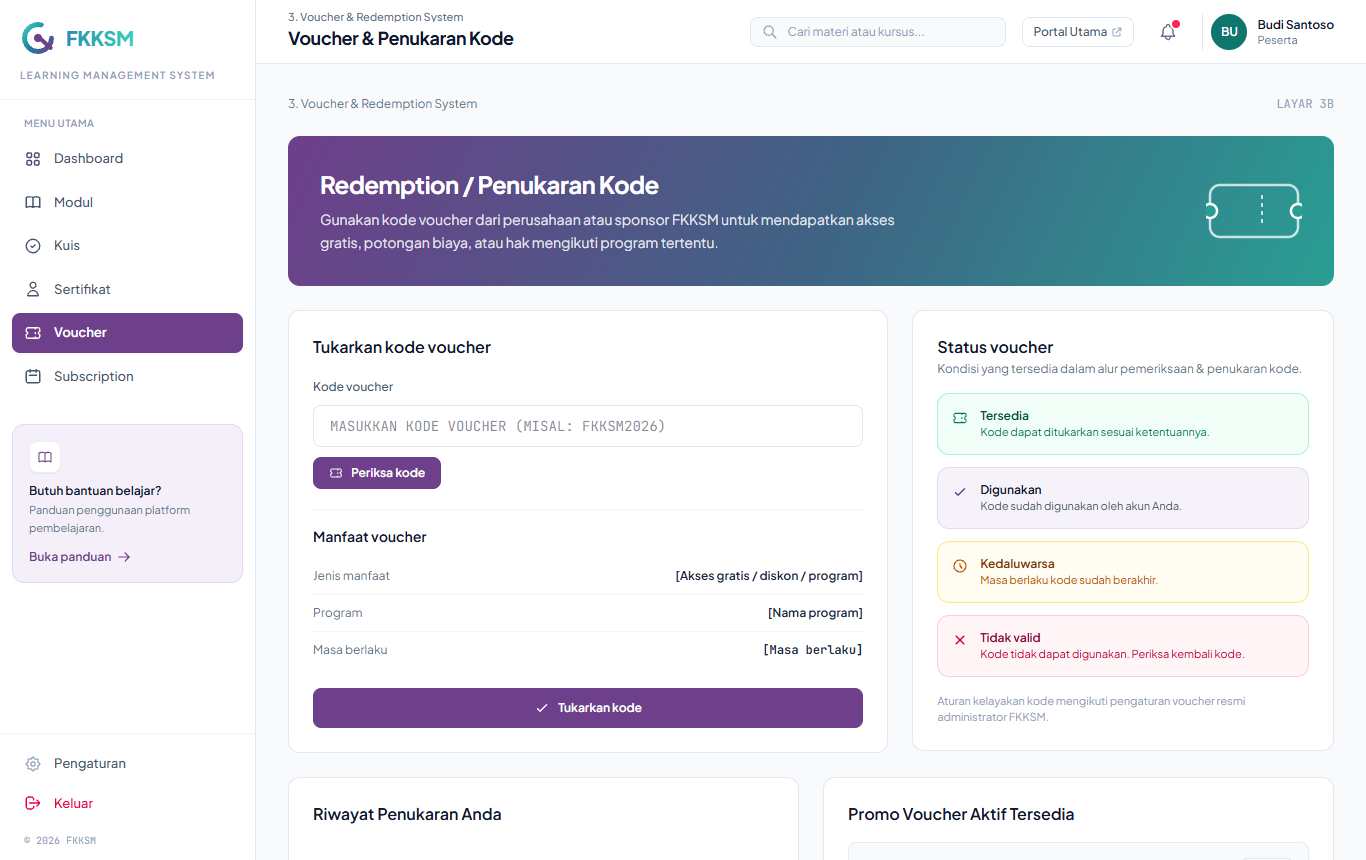 FKKSM
LEARNING MANAGEMENT SYSTEM
MENU UTAMA
Dashboard
Modul
Kuis
Sertifikat
Voucher
Subscription
Butuh bantuan belajar?
Panduan penggunaan platform
pembelajaran.
Buka panduan
Pengaturan
Keluar
© 2026 FKKSM
3. Voucher & Redemption System
Voucher & Penukaran Kode
Cari materi atau kursus...
Portal Utama
BU
Budi Santoso
Peserta
3. Voucher & Redemption System
LAYAR 3B
Redemption / Penukaran Kode
Gunakan kode voucher dari perusahaan atau sponsor FKKSM untuk mendapatkan akses
gratis, potongan biaya, atau hak mengikuti program tertentu.
Tukarkan kode voucher
Kode voucher
MASUKKAN KODE VOUCHER (MISAL: FKKSM2026)
Periksa kode
Manfaat voucher
Jenis manfaat
[Akses gratis / diskon / program]
Program
[Nama program]
Masa berlaku
[Masa berlaku]
Tukarkan kode
Status voucher
Kondisi yang tersedia dalam alur pemeriksaan & penukaran kode.
Tersedia
Kode dapat ditukarkan sesuai ketentuannya.
Digunakan
Kode sudah digunakan oleh akun Anda.
Kedaluwarsa
Masa berlaku kode sudah berakhir.
Tidak valid
Kode tidak dapat digunakan. Periksa kembali kode.
Aturan kelayakan kode mengikuti pengaturan voucher resmi
administrator FKKSM.
Riwayat Penukaran Anda
Promo Voucher Aktif Tersedia